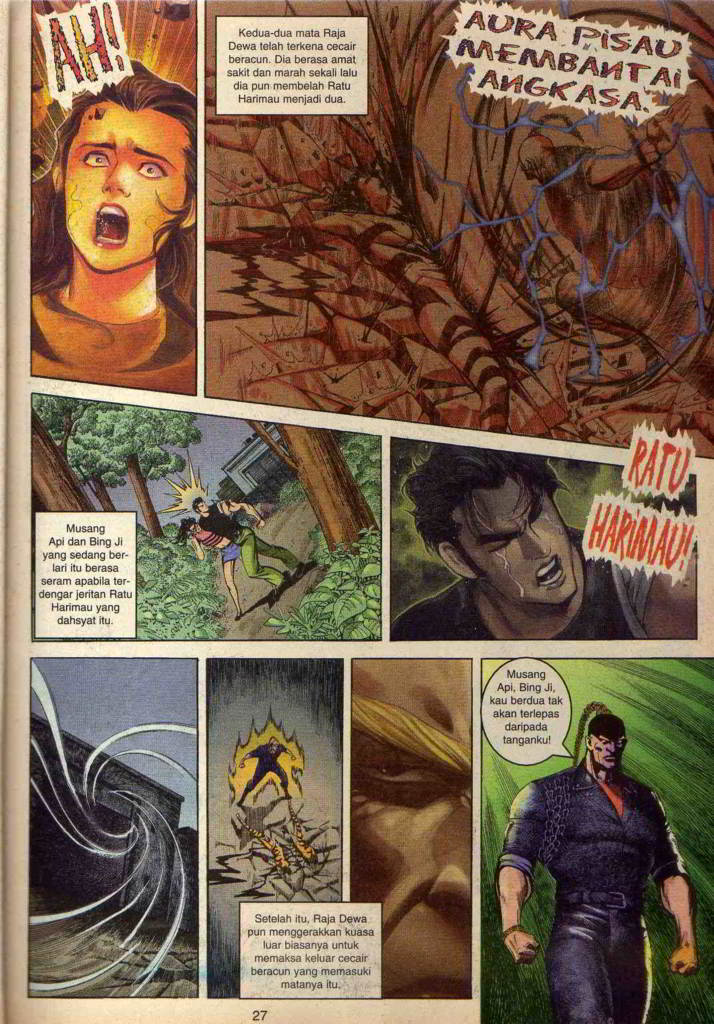 AH!
Kedua-dua mata Raja
Dewa telah terkena cecair
beracun. Dia berasa amat
sakit dan marah sekali lalu
dia pun membelah Ratu
Harimau menjadi dua.
AURA PISAU
MEMBANTAI
ANGKASA.
Musang
Api dan Bing Ji
yang sedang ber-
lari itu berasa
seram apabila ter-
dengar jeritan Ratu
Harimau yang
dahsyat itu.
RATU
HARIMAU!
Setelah itu, Raja Dewa
pun menggerakkan kuasa
luar biasanya untuk
memaksa keluar cecair
beracun yang memasuki
matanya itu.
Musang
Api, Bing Ji,
kau berdua tak
akan terlepas
daripada
tanganku!
27